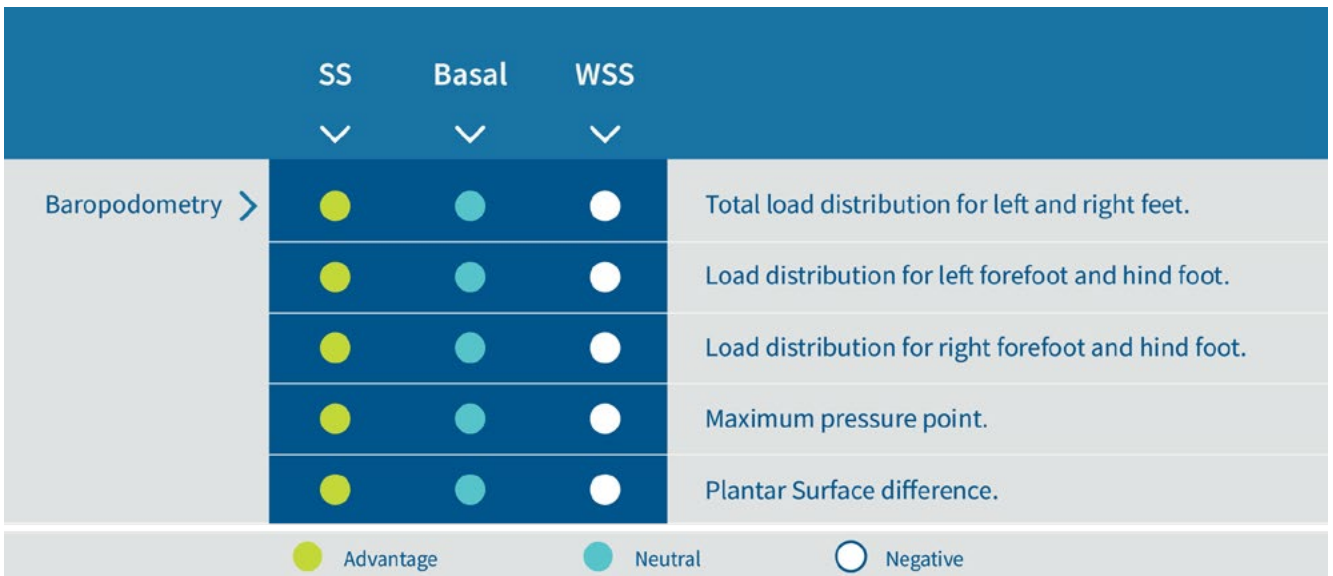 SS Basal WSS
Baropodometry Total load distribution for left and right feet.
Load distribution for left forefoot and hind foot.
Load distribution for right forefoot and hind foot.
Maximum pressure point.
Plantar Surface difference.
Advantage Neutral Negative